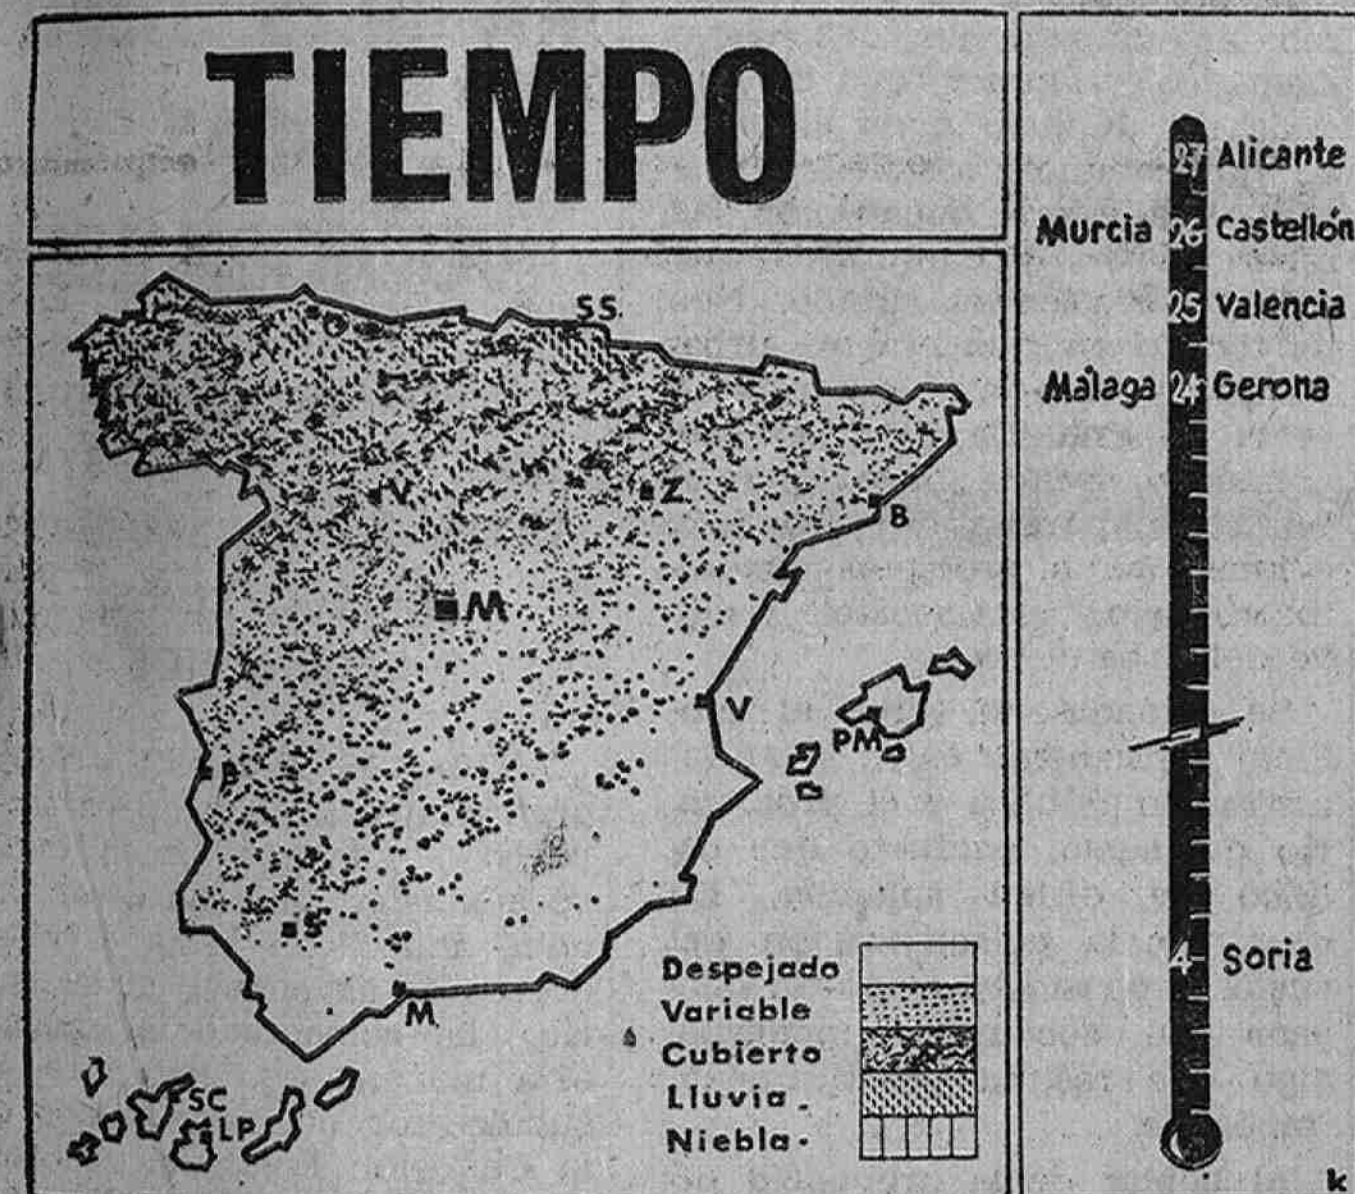 TIEMPO
27 Alicante
Murcia 26 Castellón
25 Valencia
Málaga 24 Gerona
4 Soria
k
S.S.
O
V
Z
B
M
V
PM
B
S
M
SC
LP
Despejado
Variable
Cubierto
Lluvia
Niebla